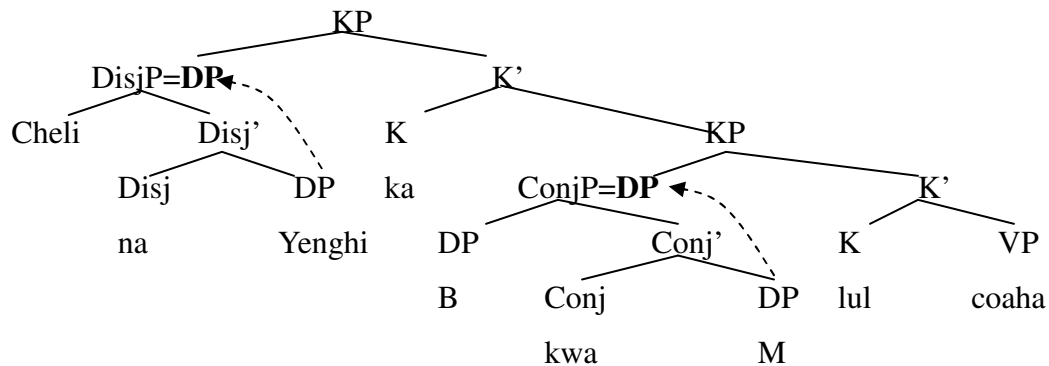 KP
DisjP=DP K'
Cheli Disj' K KP
Disj DP ka ConjP=DP K'
na Yenghi DP Conj' K VP
B Conj DP lul coaha
kwa M